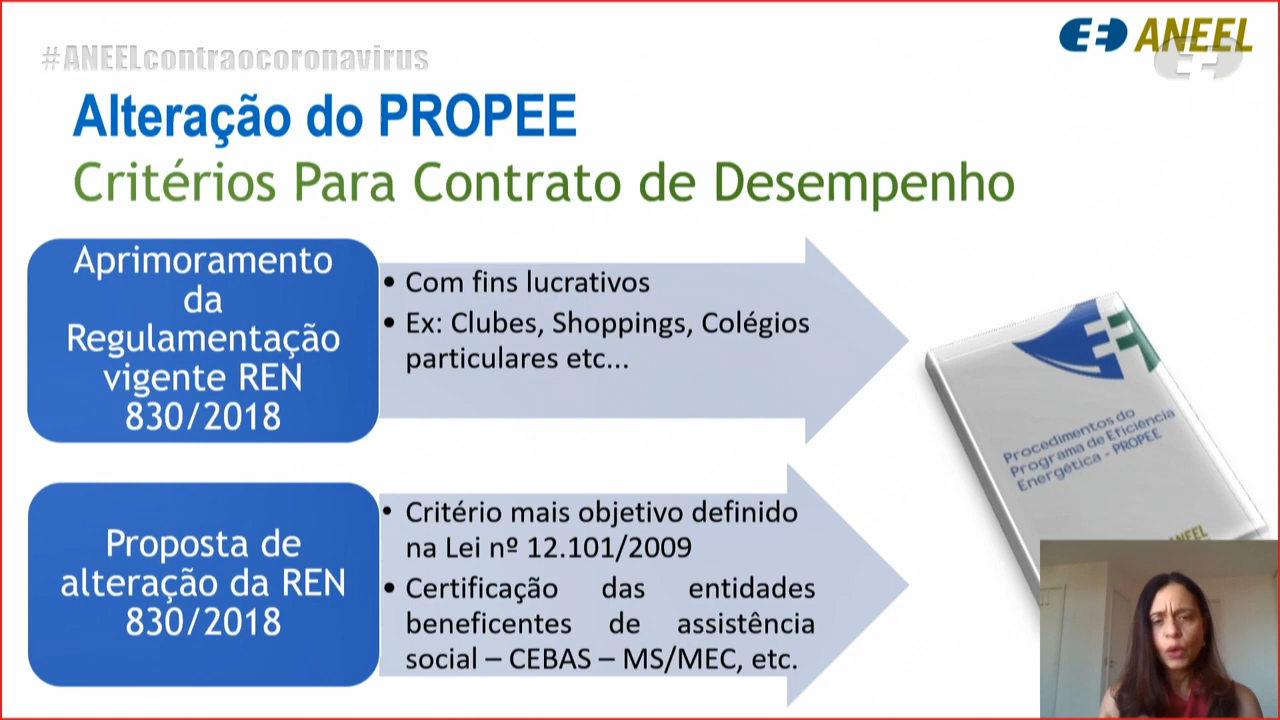 #ANEELcontraocoronavirus
ANEEL
Alteração do PROPEE
Critérios Para Contrato de Desempenho
Aprimoramento
da
Regulamentação
vigente REN
830/2018
• Com fins lucrativos
• Ex: Clubes, Shoppings, Colégios
particulares etc...
Proposta de
alteração da REN
830/2018
• Critério mais objetivo definido
na Lei nº 12.101/2009
• Certificação das entidades
beneficentes de assistência
social – CEBAS – MS/MEC, etc.
Procedimentos do
Programa de Eficiência
Energética - PROPEE
ANEEL